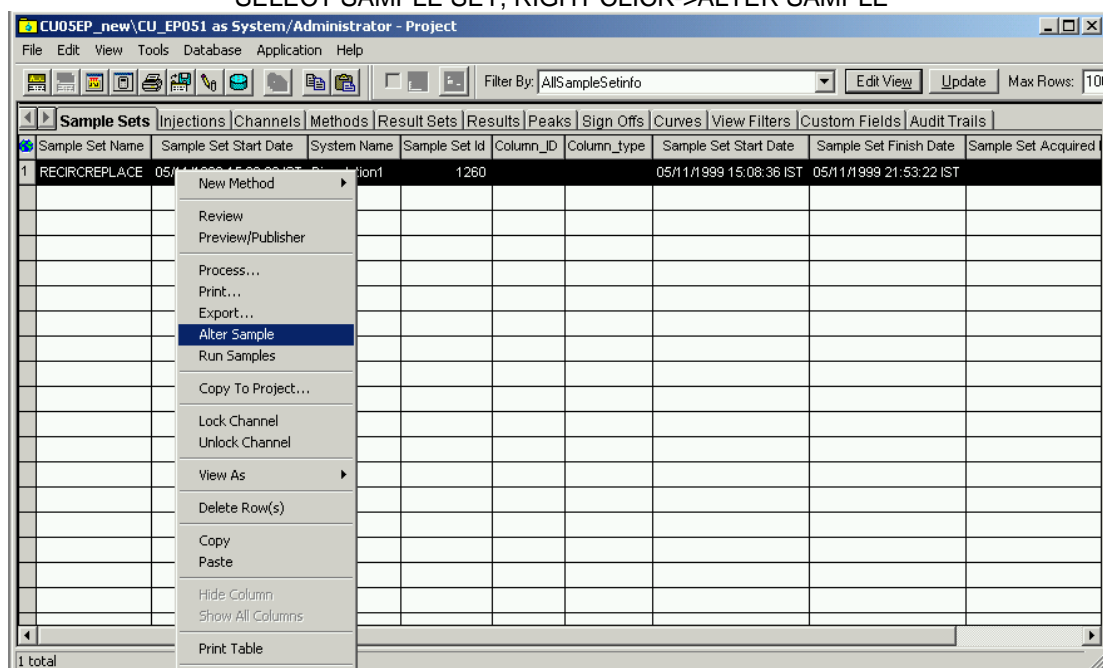 SELECT SAMPLE SET, RIGHT CLICK->ALTER SAMPLE
CU05EP_new\CU_EP051 as System/Administrator - Project
File Edit View Tools Database Application Help
Filter By: AllSampleSetinfo Edit View Update Max Rows: 10
Sample Sets Injections Channels Methods Result Sets Results Peaks Sign Offs Curves View Filters Custom Fields Audit Trails
Sample Set Name Sample Set Start Date System Name Sample Set Id Column_ID Column_type Sample Set Start Date Sample Set Finish Date Sample Set Acquired
1 RECIRCREPLACE 1260 05/11/1999 15:08:36 IST 05/11/1999 21:53:22 IST
New Method
Review
Preview/Publisher
Process...
Print...
Export...
Alter Sample
Run Samples
Copy To Project...
Lock Channel
Unlock Channel
View As
Delete Row(s)
Copy
Paste
Hide Column
Show All Columns
Print Table
1 total